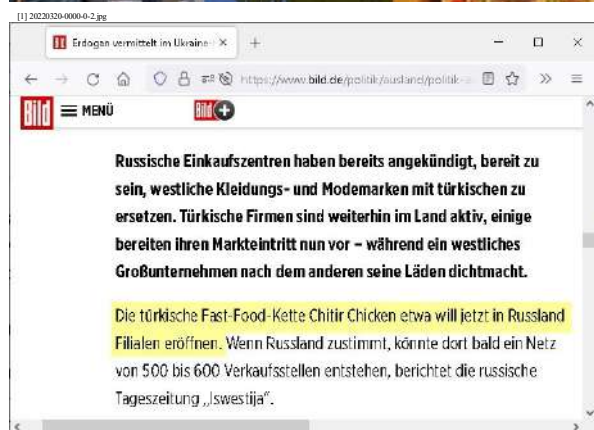 [1] 20220320-0000-0-2.jpg
Erdogan vermittelt im Ukraine-
https://www.bild.de/politik/ausland/politik-
Bild
MENÜ
Bild
Russische Einkaufszentren haben bereits angekündigt, bereit zu
sein, westliche Kleidungs- und Modemarken mit türkischen zu
ersetzen. Türkische Firmen sind weiterhin im Land aktiv, einige
bereiten ihren Markteintritt nun vor – während ein westliches
Großunternehmen nach dem anderen seine Läden dichtmacht.
Die türkische Fast-Food-Kette Chitir Chicken etwa will jetzt in Russland
Filialen eröffnen. Wenn Russland zustimmt, könnte dort bald ein Netz
von 500 bis 600 Verkaufsstellen entstehen, berichtet die russische
Tageszeitung „Iswestija“.